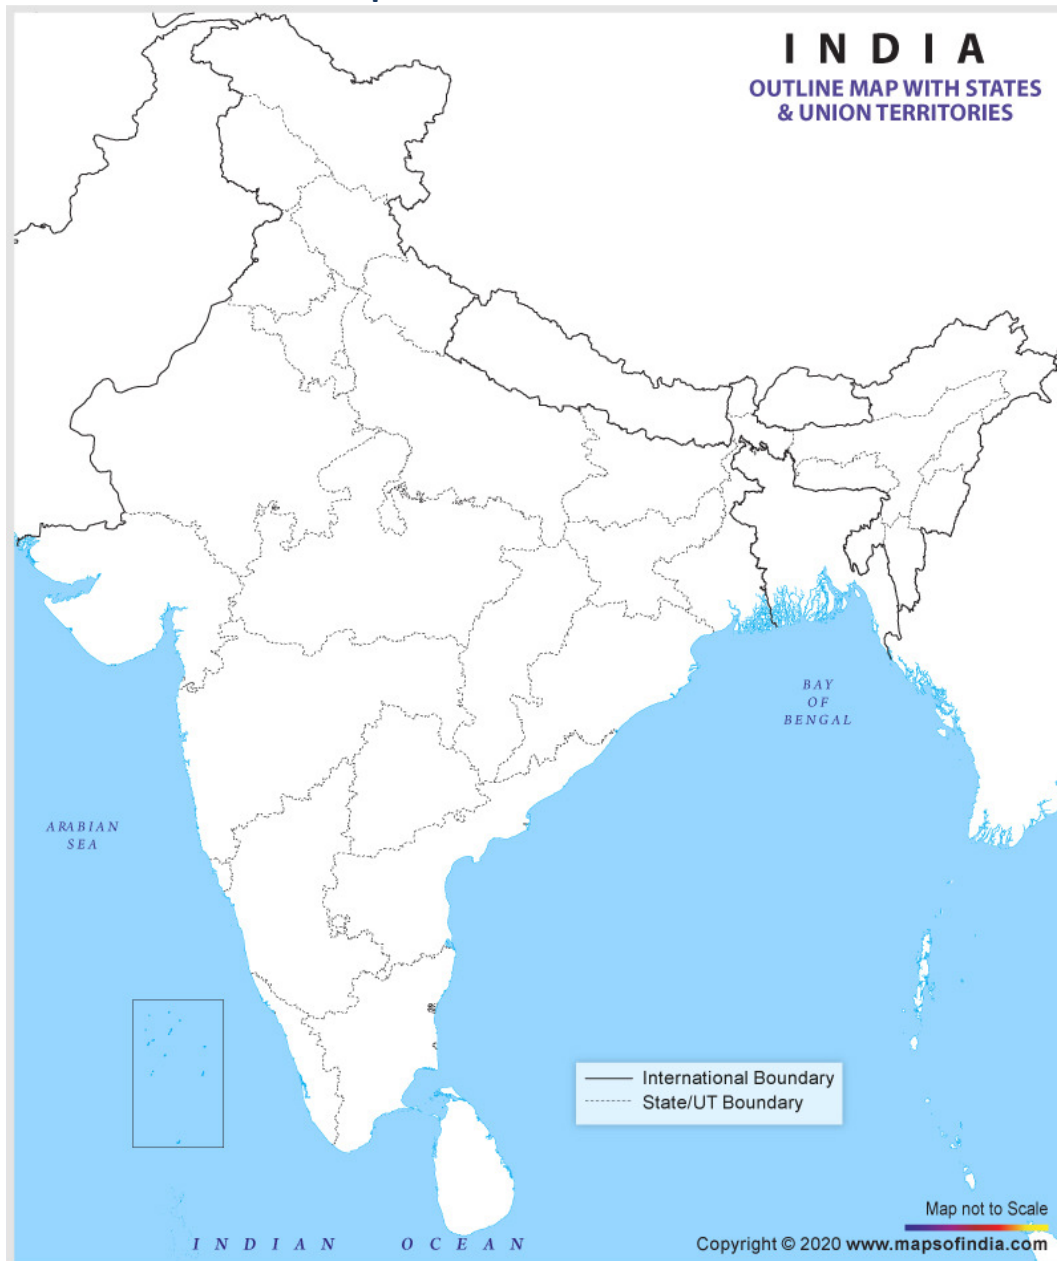 INDIA
OUTLINE MAP WITH STATES
& UNION TERRITORIES
BAY
OF
BENGAL
ARABIAN
SEA
International Boundary
State/UT Boundary
Map not to Scale
INDIAN OCEAN
Copyright © 2020 www.mapsofindia.com